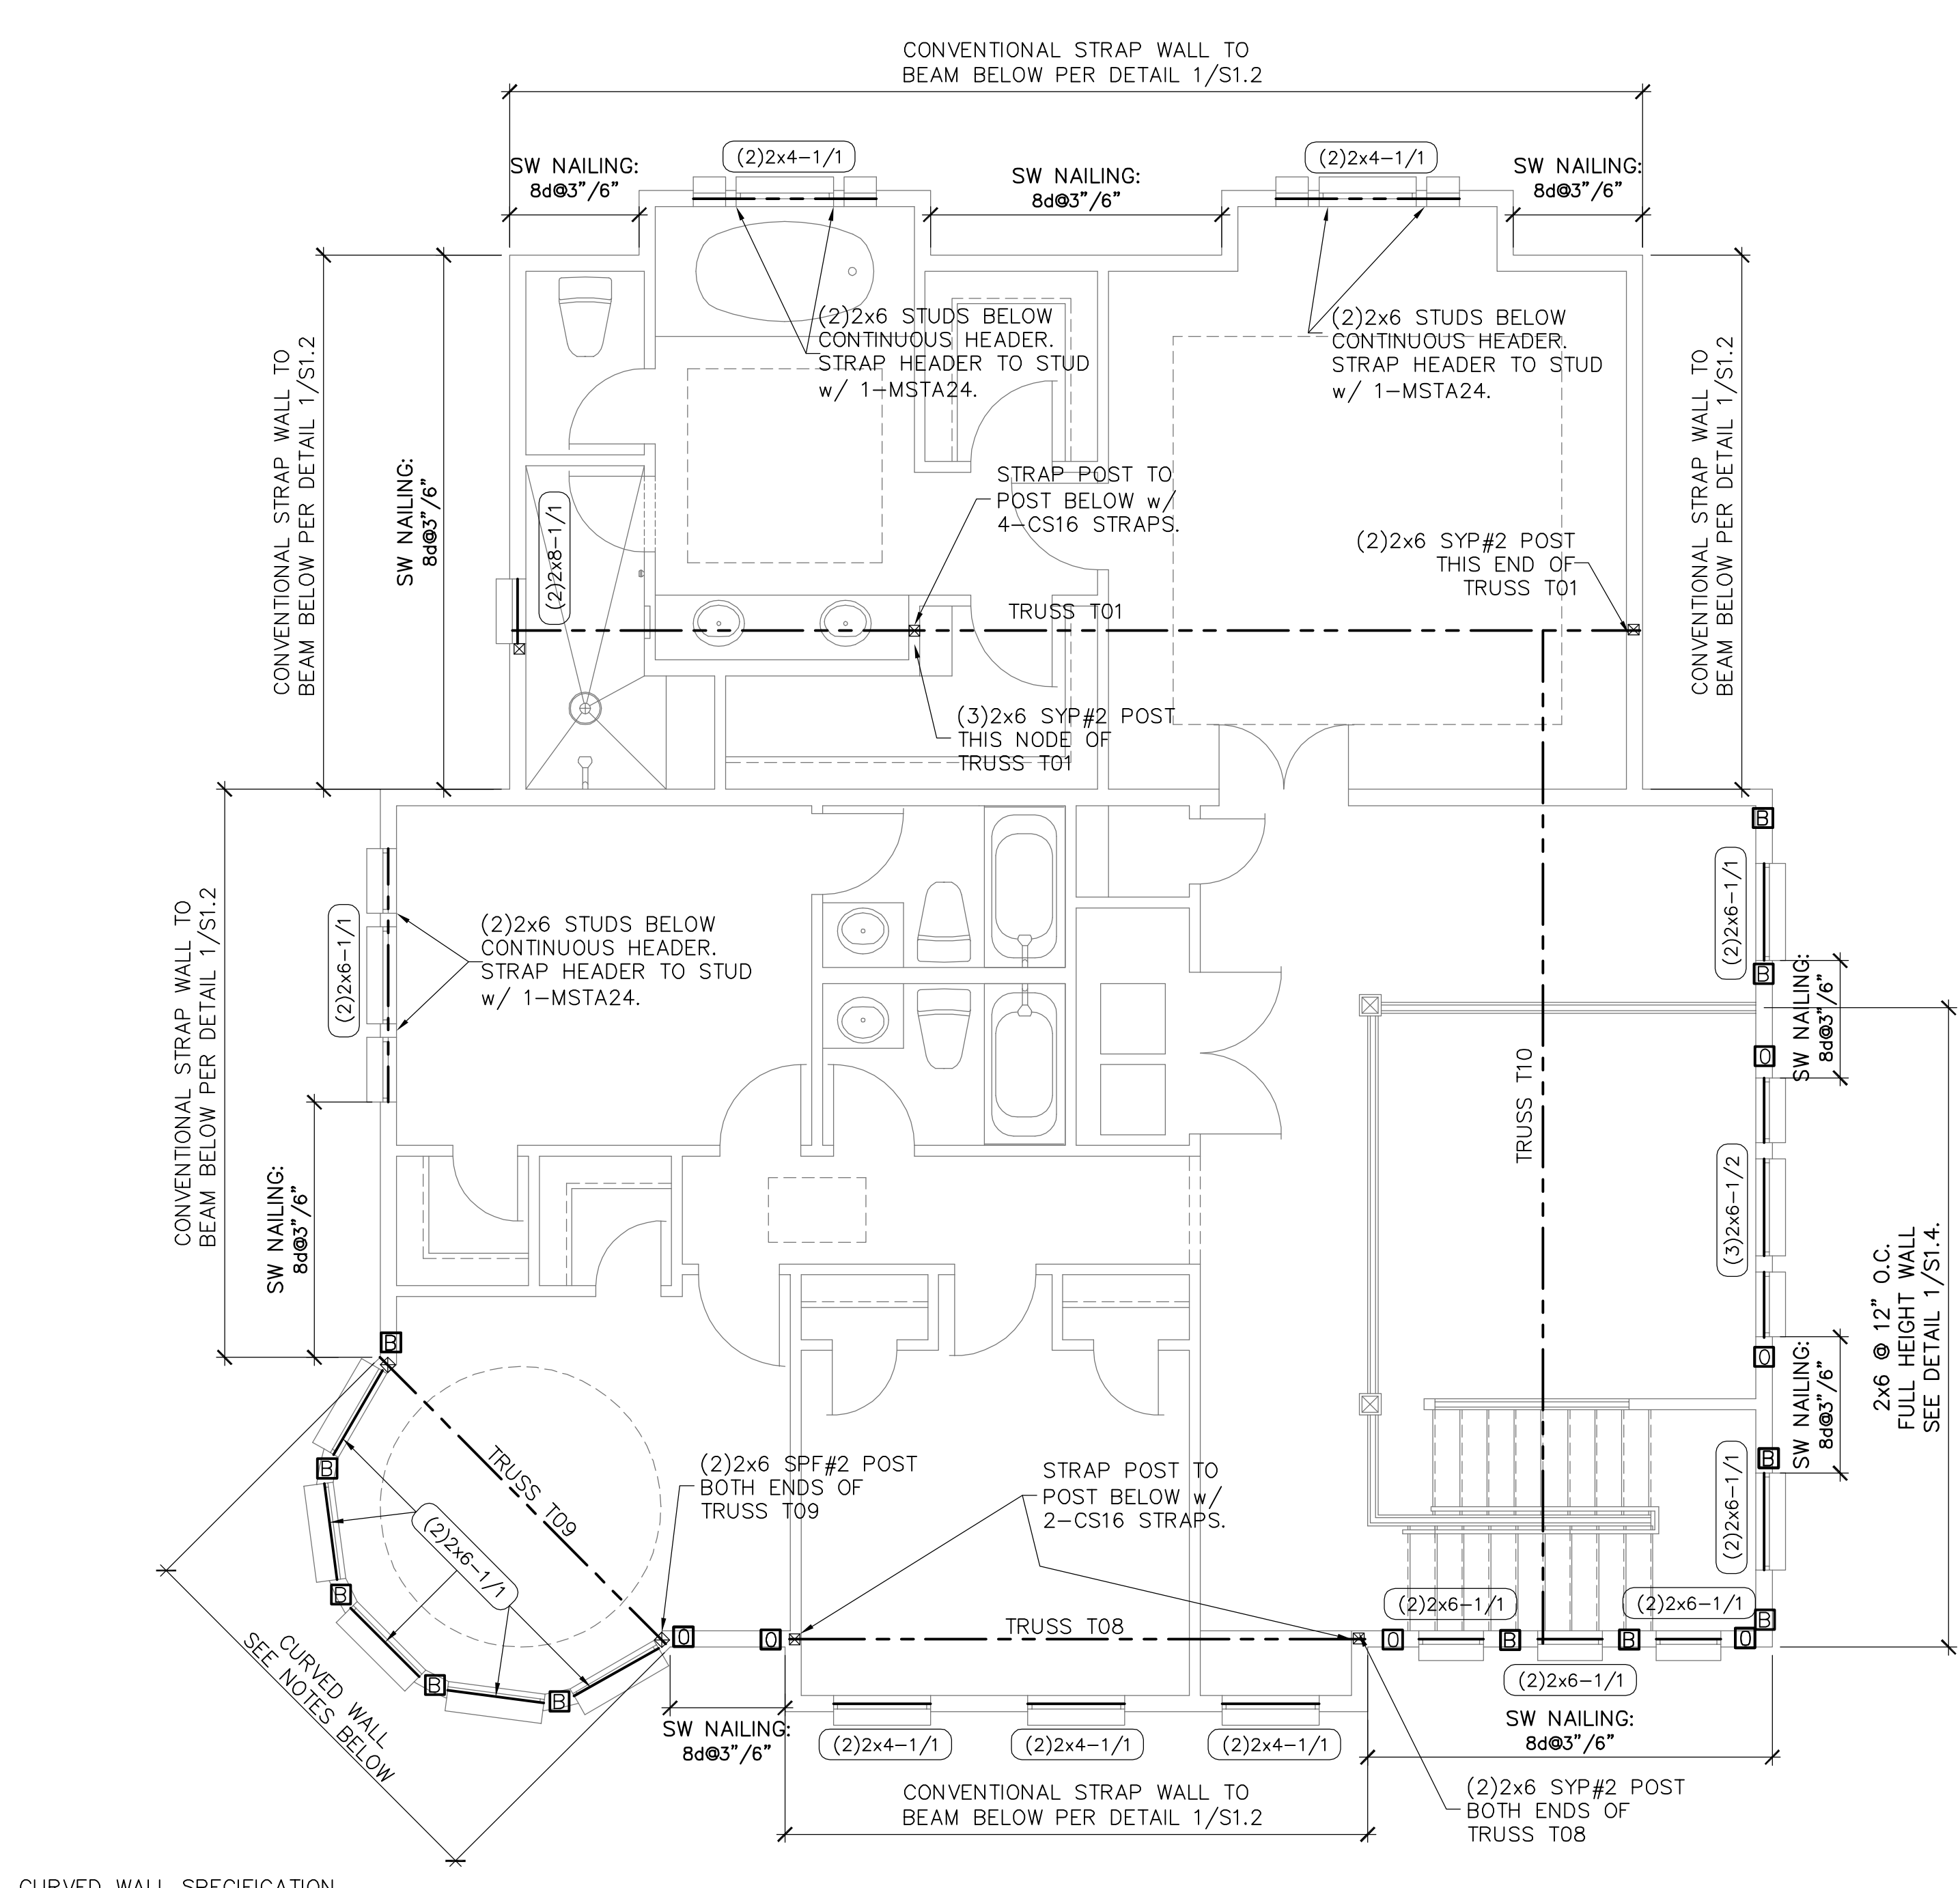 CONVENTIONAL STRAP WALL TO
BEAM BELOW PER DETAIL 1/S1.2
(2)2x4-1/1
(2)2x4-1/1
SW NAILING:
8d@3"/6"
SW NAILING:
8d@3"/6"
SW NAILING:
8d@3"/6"
(2)2x6 STUDS BELOW
CONTINUOUS HEADER.
STRAP HEADER TO STUD
w/ 1-MSTA24.
(2)2x6 STUDS BELOW
CONTINUOUS HEADER.
STRAP HEADER TO STUD
w/ 1-MSTA24.
CONVENTIONAL STRAP WALL TO
BEAM BELOW PER DETAIL 1/S1.2
SW NAILING:
8d@3"/6"
(2)2x8-1/1
STRAP POST TO
POST BELOW w/
4-CS16 STRAPS.
(2)2x6 SYP#2 POST
THIS END OF
TRUSS T01
CONVENTIONAL STRAP WALL TO
BEAM BELOW PER DETAIL 1/S1.2
TRUSS T01
(3)2x6 SYP#2 POST
THIS NODE OF
TRUSS T01
B
CONVENTIONAL STRAP WALL TO
BEAM BELOW PER DETAIL 1/S1.2
(2)2x6-1/1
(2)2x6 STUDS BELOW
CONTINUOUS HEADER.
STRAP HEADER TO STUD
w/ 1-MSTA24.
(2)2x6-1/1
B
SW NAILING:
8d@3"/6"
O
TRUSS T10
SW NAILING:
8d@3"/6"
(3)2x6-1/2
2x6 @ 12" O.C.
FULL HEIGHT WALL
SEE DETAIL 1/S1.4.
B
O
SW NAILING:
8d@3"/6"
B
B
(2)2x6-1/1
TRUSS T09
(2)2x6 SPF#2 POST
BOTH ENDS OF
TRUSS T09
STRAP POST TO
POST BELOW w/
2-CS16 STRAPS.
(2)2x6-1/1
B
(2)2x6-1/1
(2)2x6-1/1
B
O
O
TRUSS T08
O
B
B
O
B
B
(2)2x6-1/1
CURVED WALL
SEE NOTES BELOW
SW NAILING:
8d@3"/6"
(2)2x4-1/1
(2)2x4-1/1
(2)2x4-1/1
SW NAILING:
8d@3"/6"
CONVENTIONAL STRAP WALL TO
BEAM BELOW PER DETAIL 1/S1.2
(2)2x6 SYP#2 POST
BOTH ENDS OF
TRUSS T08
CURVED WALL SPECIFICATION